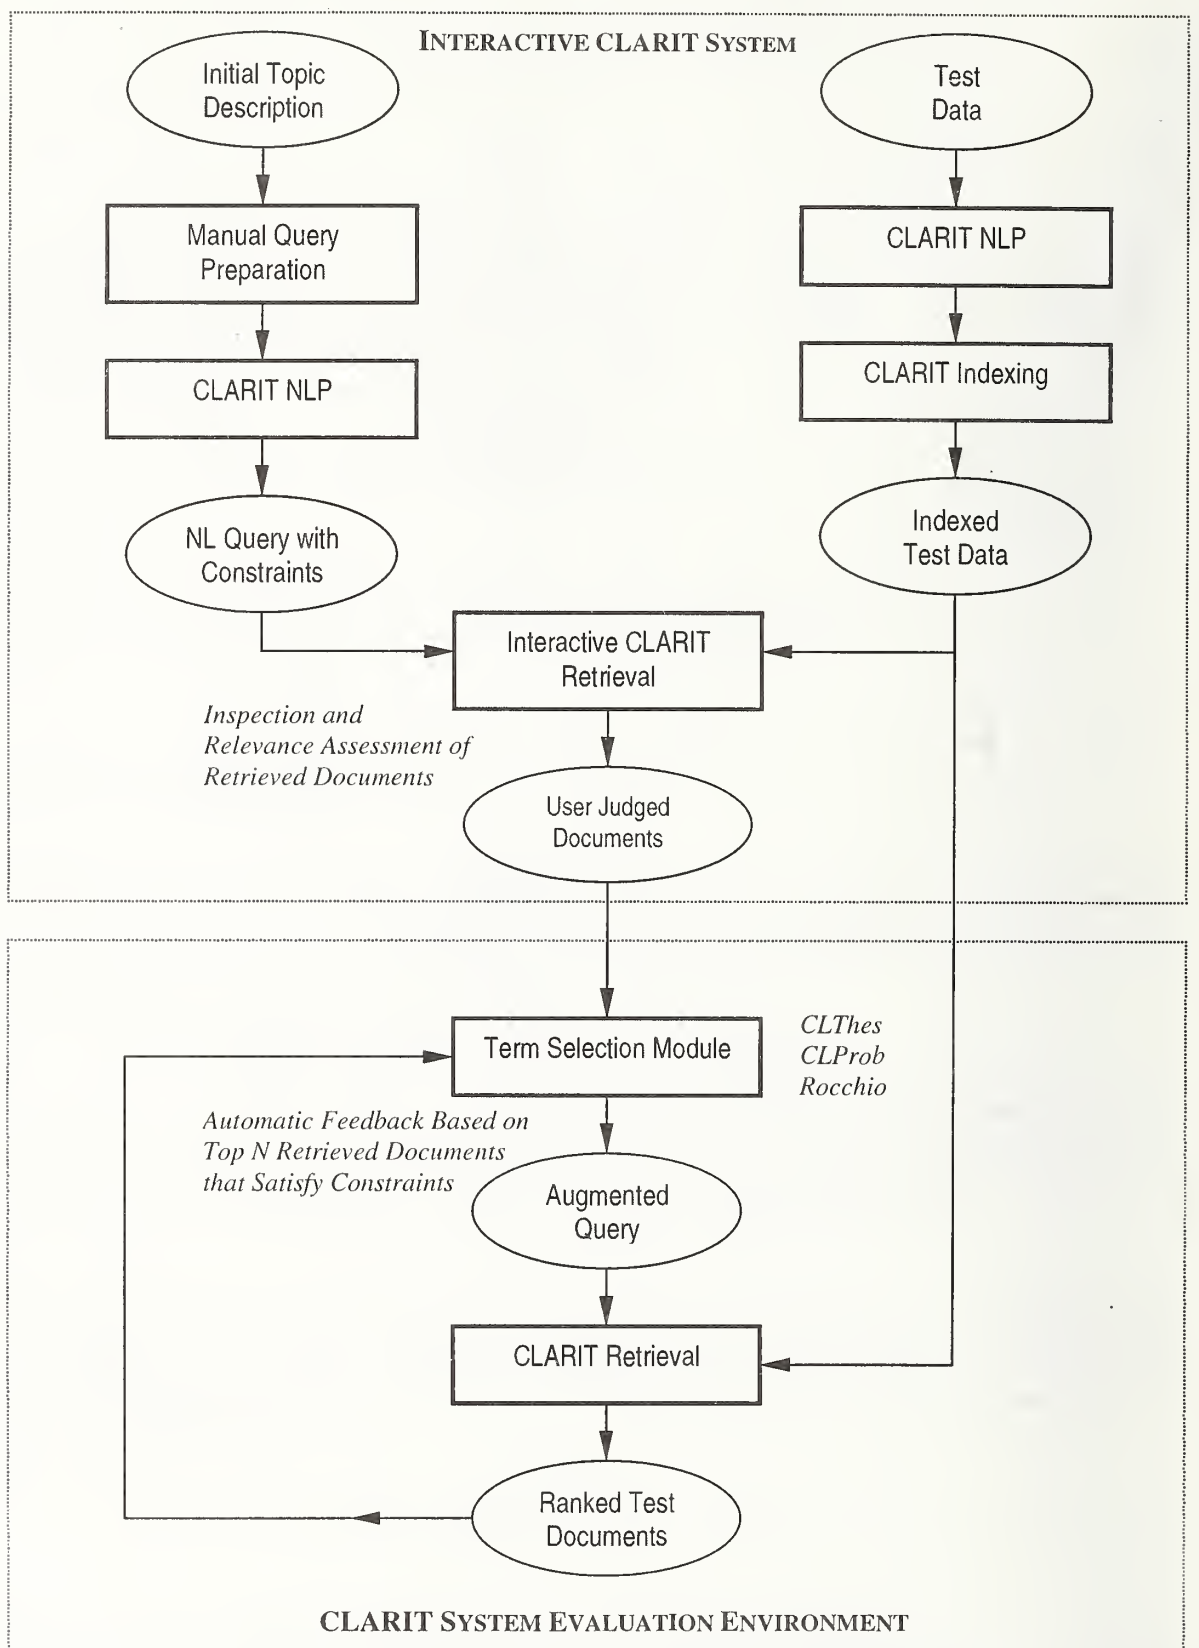 INTERACTIVE CLARIT SYSTEM
Initial Topic
Description
Test
Data
Manual Query
Preparation
CLARIT NLP
CLARIT NLP
CLARIT Indexing
NL Query with
Constraints
Indexed
Test Data
Interactive CLARIT
Retrieval
Inspection and
Relevance Assessment of
Retrieved Documents
User Judged
Documents
Term Selection Module
CLThes
CLProb
Rocchio
Automatic Feedback Based on
Top N Retrieved Documents
that Satisfy Constraints
Augmented
Query
CLARIT Retrieval
Ranked Test
Documents
CLARIT SYSTEM EVALUATION ENVIRONMENT